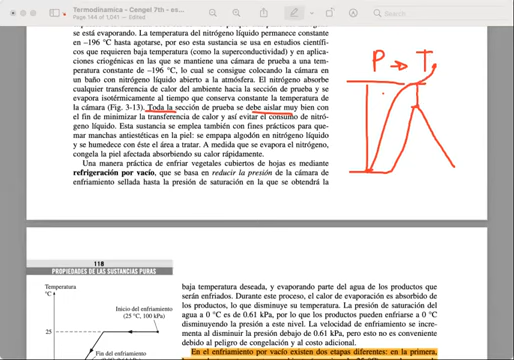 Termodinamica - Cengel 7th - es...
Page 144 of 1,041 – Edited
se está evaporando. La temperatura del nitrógeno líquido permanece constante
en –196 °C hasta agotarse, por eso esta sustancia se usa en estudios científi-
cos que requieren baja temperatura (como la superconductividad) y en aplica-
ciones criogénicas en las que se mantiene una cámara de prueba a una tem-
peratura constante de –196 °C, lo cual se consigue colocando la cámara en
un baño con nitrógeno líquido abierto a la atmósfera. El nitrógeno absorbe
cualquier transferencia de calor del ambiente hacia la sección de prueba y se
evapora isotérmicamente al tiempo que conserva constante la temperatura de
la cámara (Fig. 3-13). Toda la sección de prueba se debe aislar muy bien con
el fin de minimizar la transferencia de calor y así evitar el consumo de nitró-
geno líquido. Esta sustancia se emplea también con fines prácticos para que-
mar manchas antiestéticas en la piel: se empapa algodón en nitrógeno líquido
y se humedece con éste el área a tratar. A medida que se evapora el nitrógeno,
congela la piel afectada absorbiendo su calor rápidamente.
Una manera práctica de enfriar vegetales cubiertos de hojas es mediante
refrigeración por vacío, que se basa en reducir la presión de la cámara de
enfriamiento sellada hasta la presión de saturación en la que se obtendrá la
P → T
118
PROPIEDADES DE LAS SUSTANCIAS PURAS
Temperatura
°C
Inicio del enfriamiento
(25 °C, 100 kPa)
25
Fin del enfriamiento
baja temperatura deseada, y evaporando parte del agua de los productos que
serán enfriados. Durante este proceso, el calor de evaporación es absorbido de
los productos, lo que disminuye su temperatura. La presión de saturación del
agua a 0 °C es de 0.61 kPa, por lo que los productos pueden enfriarse a 0 °C
disminuyendo la presión a este nivel. La velocidad de enfriamiento se incre-
menta al disminuir la presión debajo de 0.61 kPa, pero esto no es conveniente
debido al peligro de congelación y al costo adicional.
En el enfriamiento por vacío existen dos etapas diferentes: en la primera,